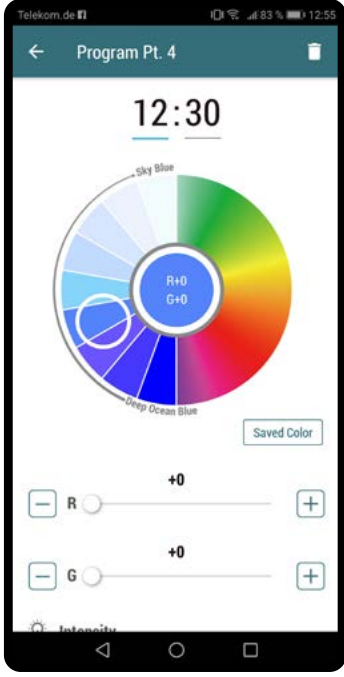 Telekom.de 83 % 12:55
Program Pt. 4
12:30
Sky Blue
R+0
G+0
Deep Ocean Blue
Saved Color
+0
R
+0
G
Intensity